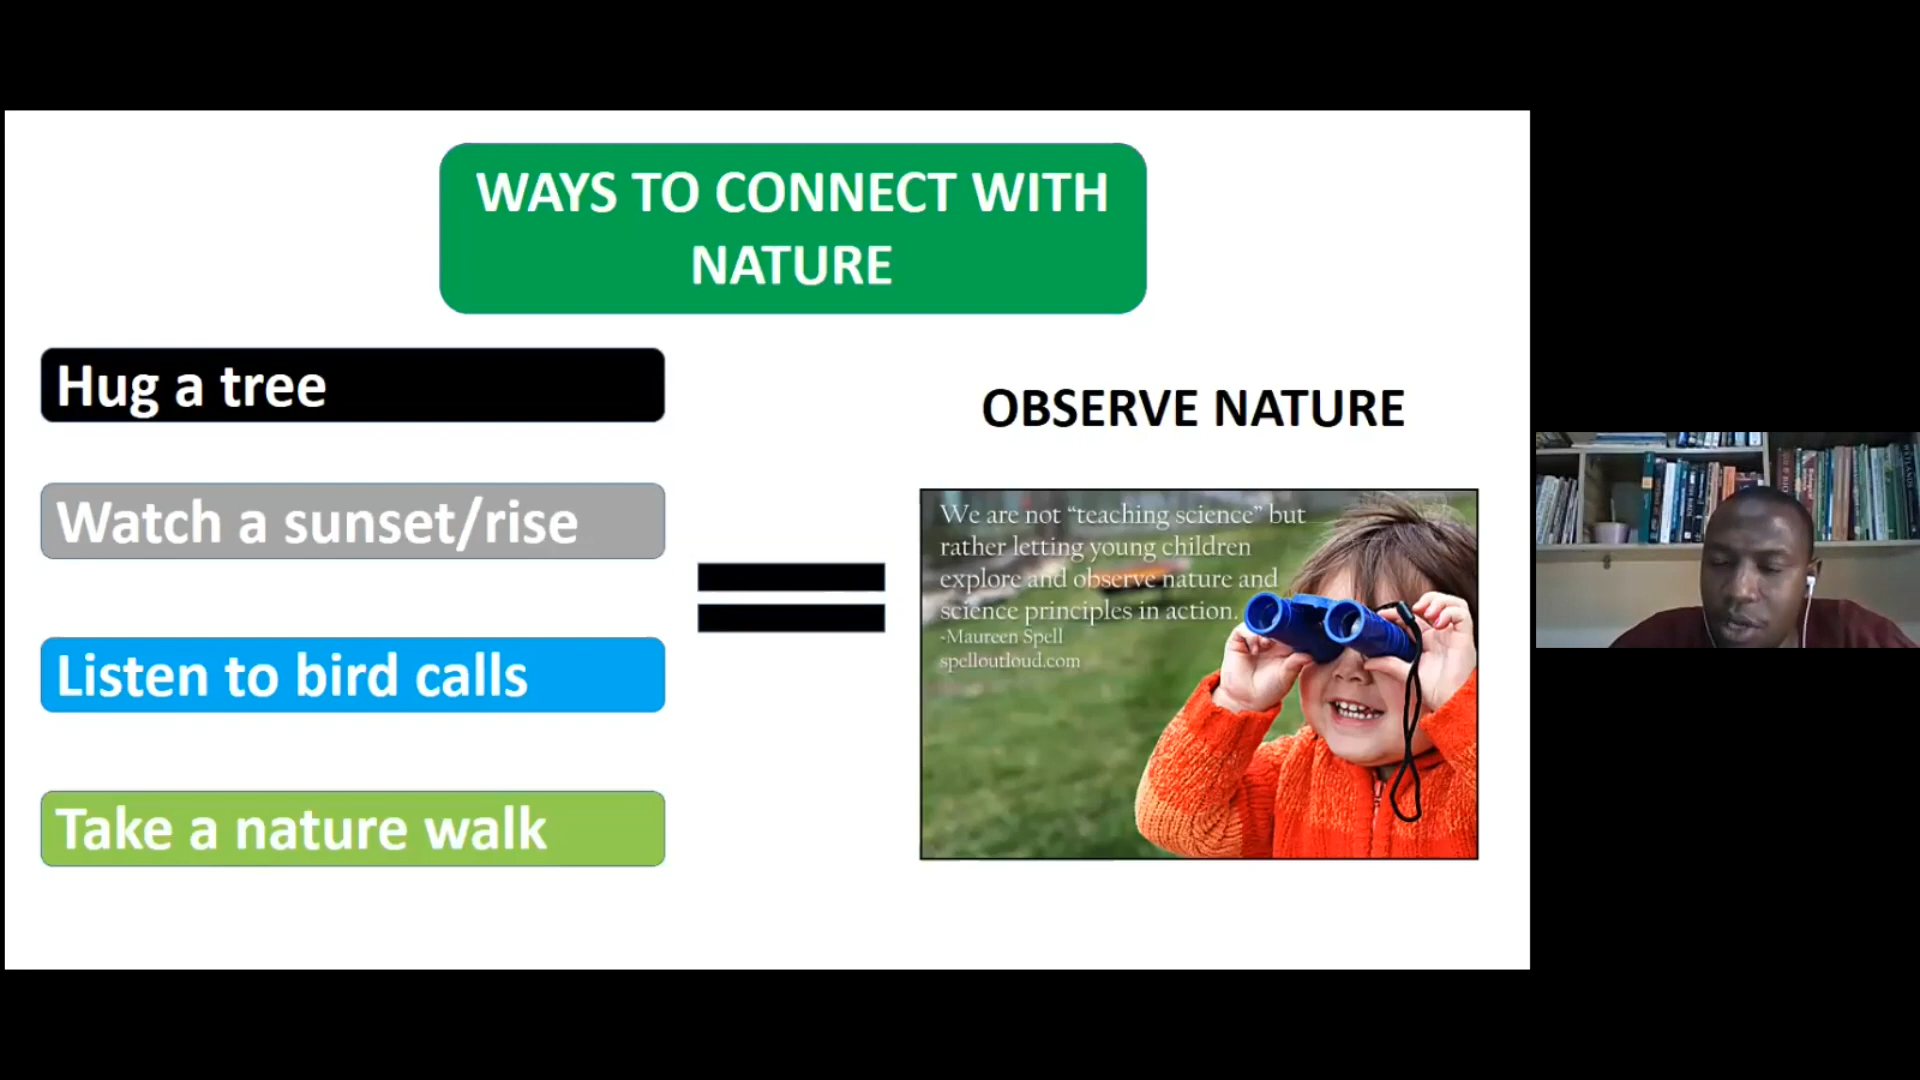 WAYS TO CONNECT WITH
NATURE
Hug a tree
Watch a sunset/rise
Listen to bird calls
Take a nature walk
OBSERVE NATURE
We are not “teaching science” but
rather letting young children
explore and observe nature and
science principles in action.
-Maureen Spell
spelloutloud.com